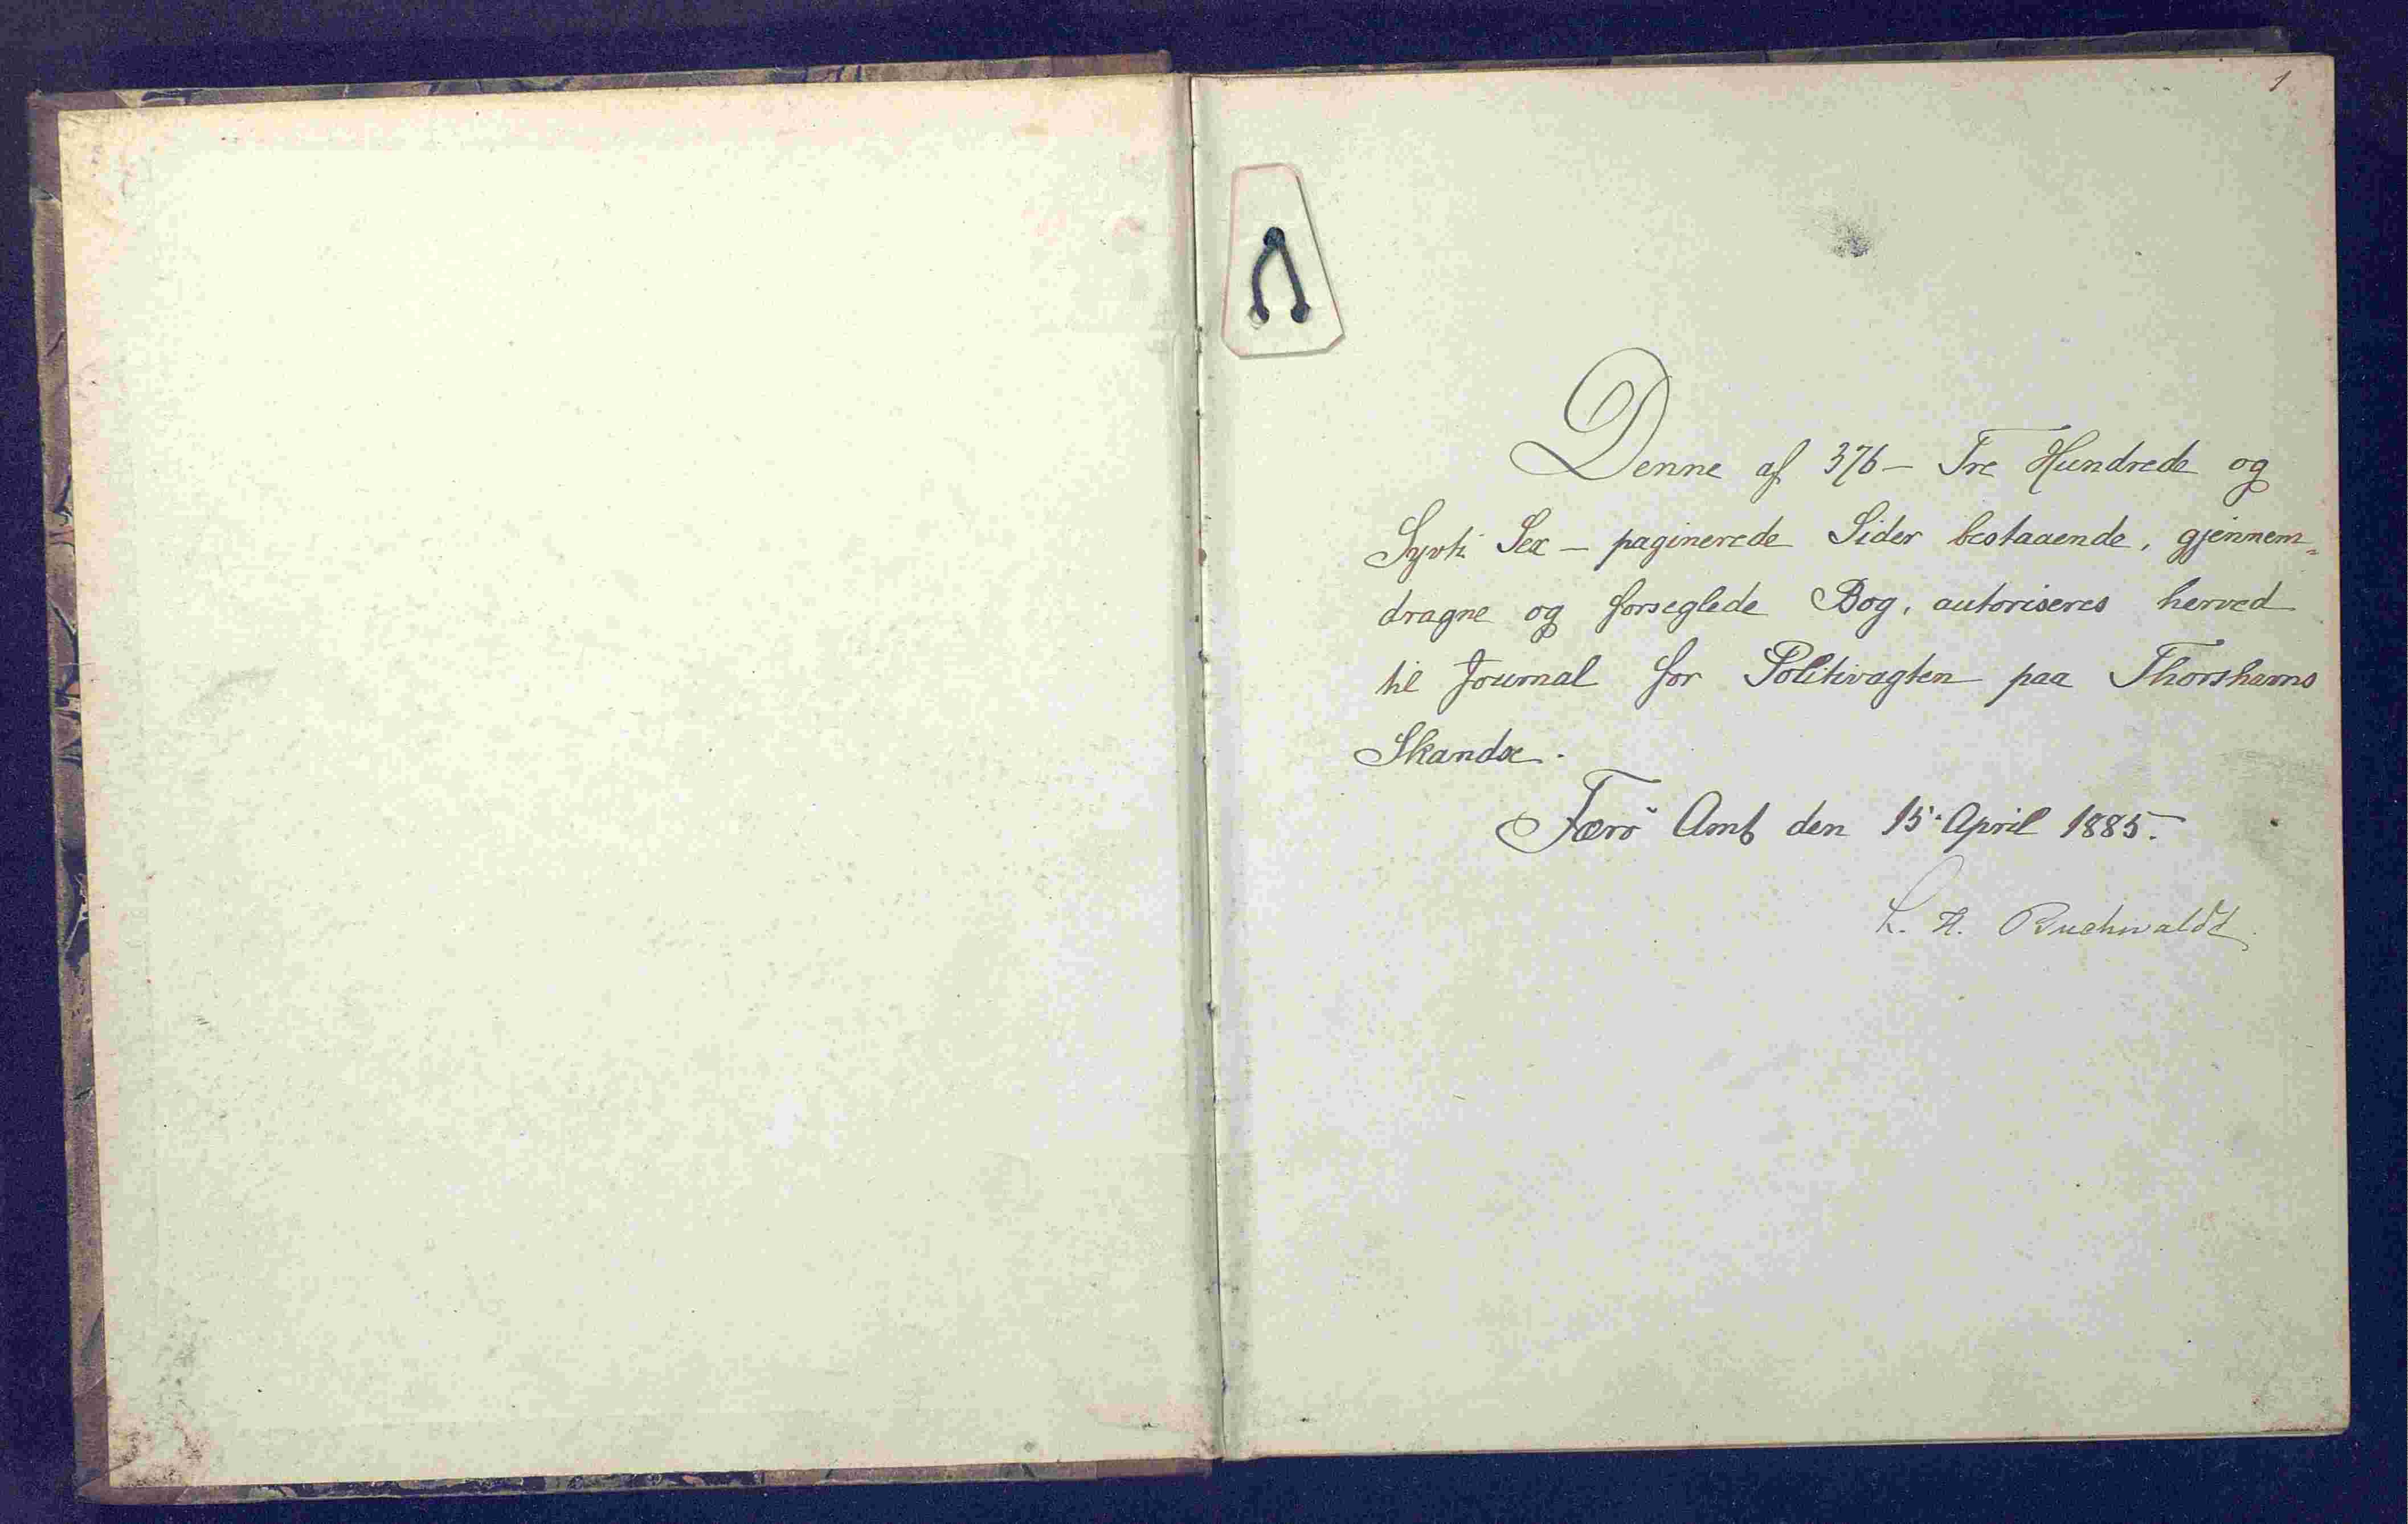 1
Denne af 376 – Tre Hundrede og
Syvti Sex – paginerede Sider bestaaende, gjennem=
dragne og forseglede Bog, autoriseres herved
til Journal for Politivagten paa Thorshavns
Skandse.
Færö Amt den 15. April 1885.
Buchwaldt